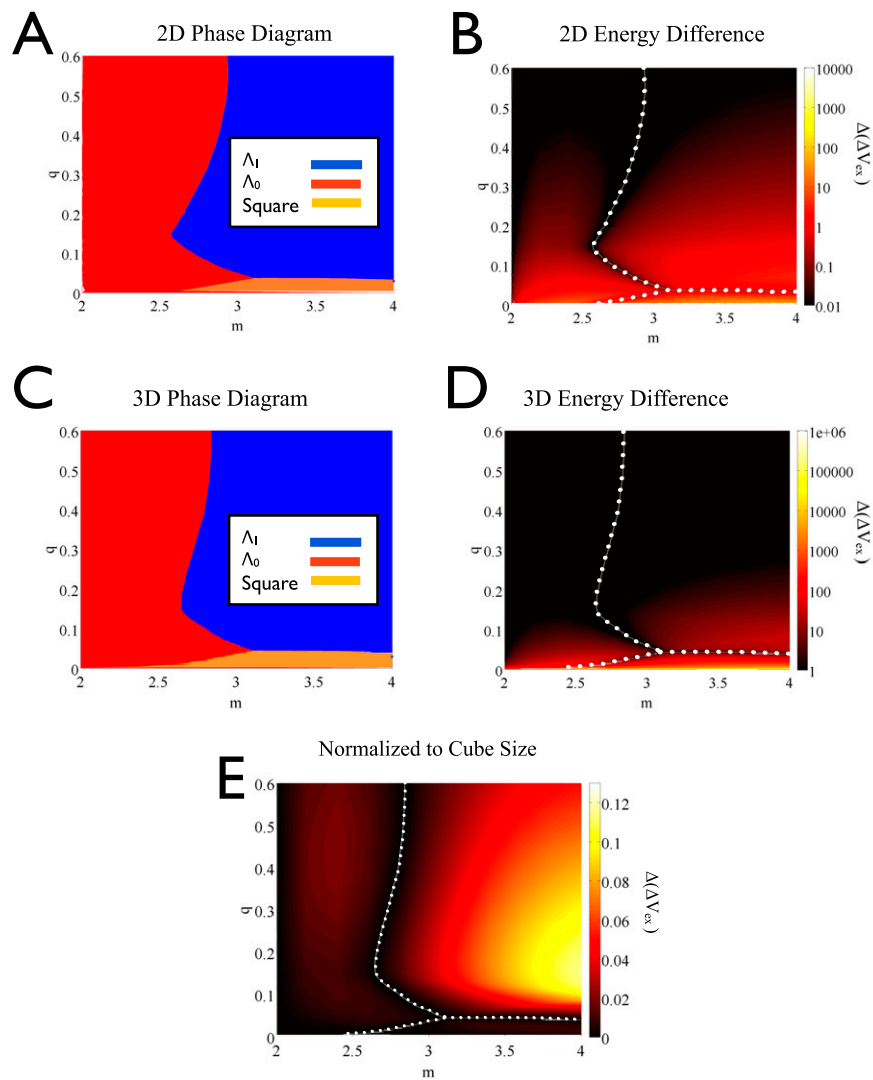 A
2D Phase Diagram
0.6
0.5
0.4
0.3
0.2
0.1
0
q
2
2.5
3
3.5
4
m
Λ1
Λ0
Square
B
2D Energy Difference
0.6
0.5
0.4
0.3
0.2
0.1
0
q
2
2.5
3
3.5
4
m
10000
1000
100
10
1
0.1
0.01
Δ(ΔVex)
C
3D Phase Diagram
0.6
0.5
0.4
0.3
0.2
0.1
0
q
2
2.5
3
3.5
4
m
Λ1
Λ0
Square
D
3D Energy Difference
0.6
0.5
0.4
0.3
0.2
0.1
0
q
2
2.5
3
3.5
4
m
1e+06
100000
10000
1000
100
10
1
Δ(ΔVex)
Normalized to Cube Size
E
0.6
0.5
0.4
0.3
0.2
0.1
0
q
2
2.5
3
3.5
4
m
0.12
0.1
0.08
0.06
0.04
0.02
0
Δ(ΔVex)